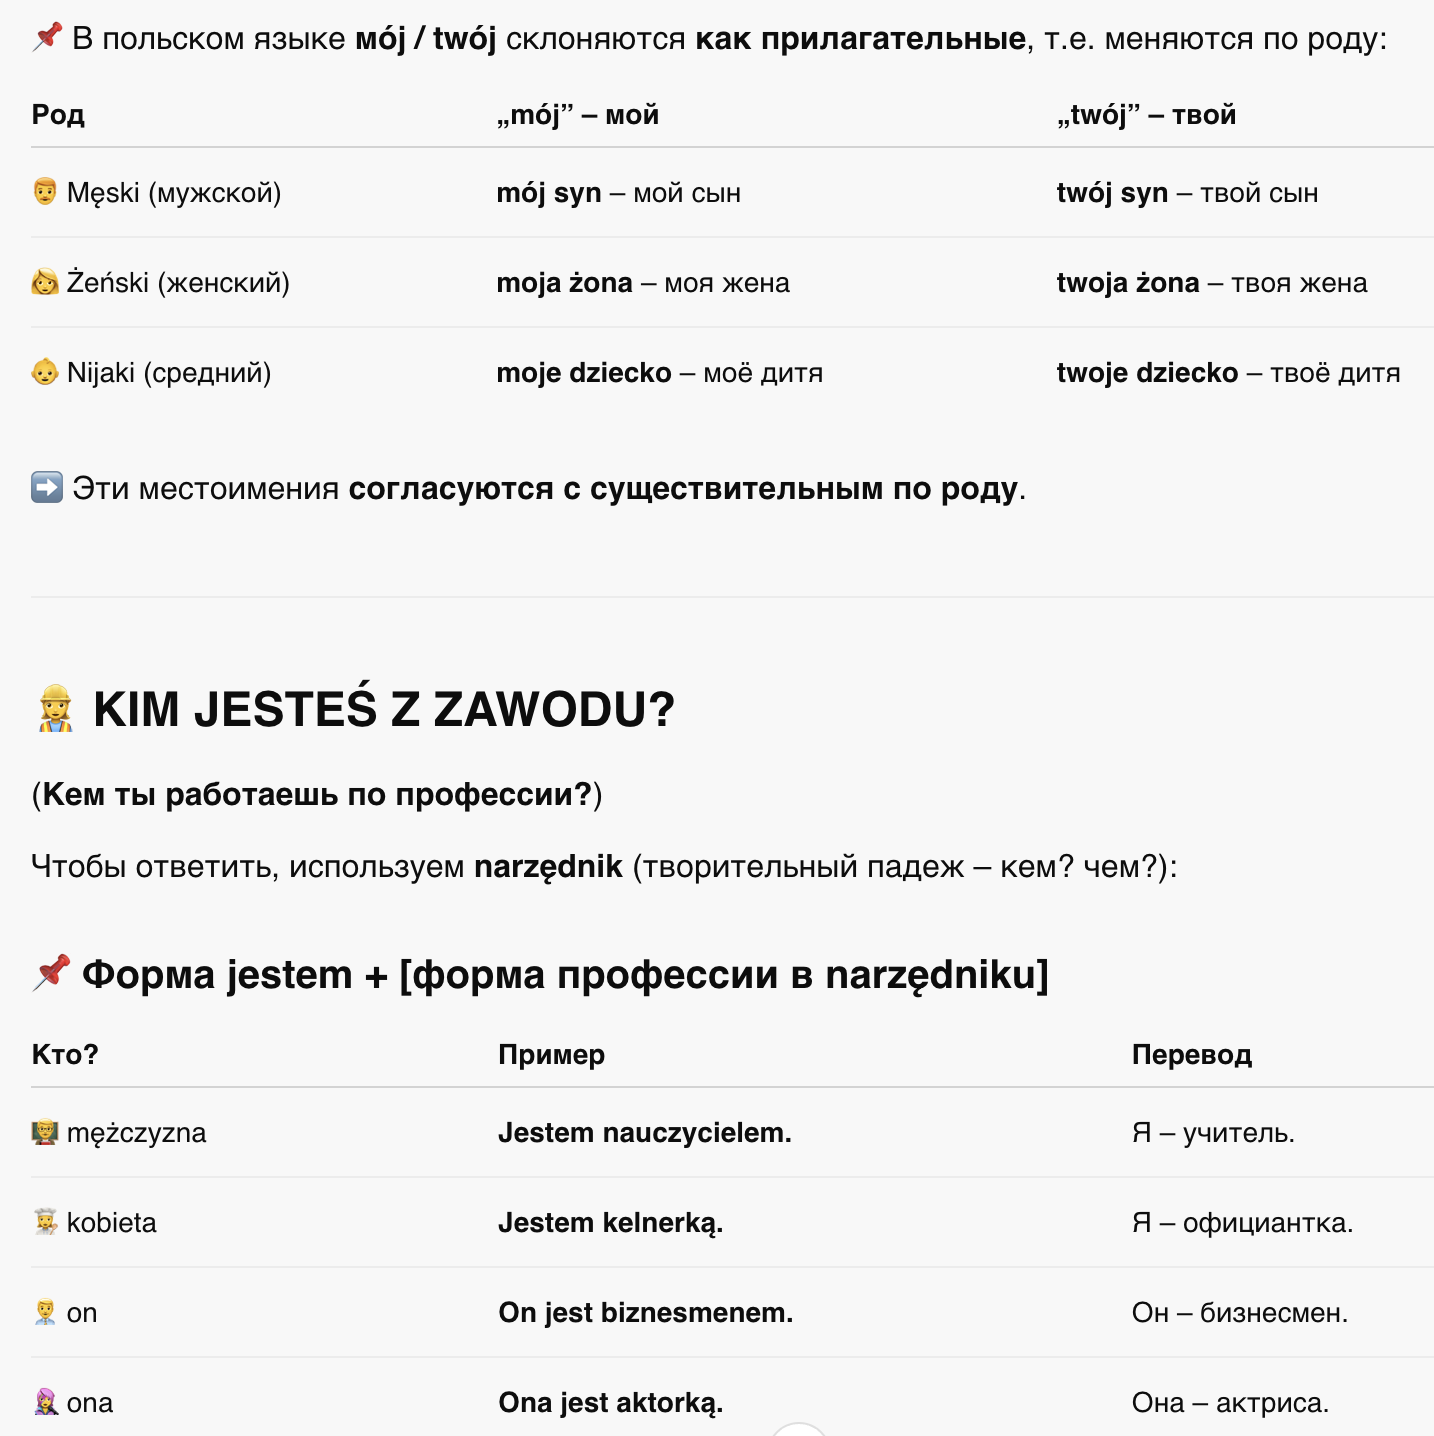 📌 В польском языке mój / twój склоняются как прилагательные, т.е. меняются по роду:
Род „mój” – мой „twój” – твой
👨 Męski (мужской) mój syn – мой сын twój syn – твой сын
👩 Żeński (женский) moja żona – моя жена twoja żona – твоя жена
👶 Nijaki (средний) moje dziecko – моё дитя twoje dziecko – твоё дитя
➡️ Эти местоимения согласуются с существительным по роду.
👷‍♀️ KIM JESTEŚ Z ZAWODU?
(Кем ты работаешь по профессии?)
Чтобы ответить, используем narzędnik (творительный падеж – кем? чем?):
📌 Форма jestem + [форма профессии в narzędniku]
Кто? Пример Перевод
👨‍🏫 mężczyzna Jestem nauczycielem. Я – учитель.
👩‍🍳 kobieta Jestem kelnerką. Я – официантка.
👨‍💼 on On jest biznesmenem. Он – бизнесмен.
👩‍🎤 ona Ona jest aktorką. Она – актриса.